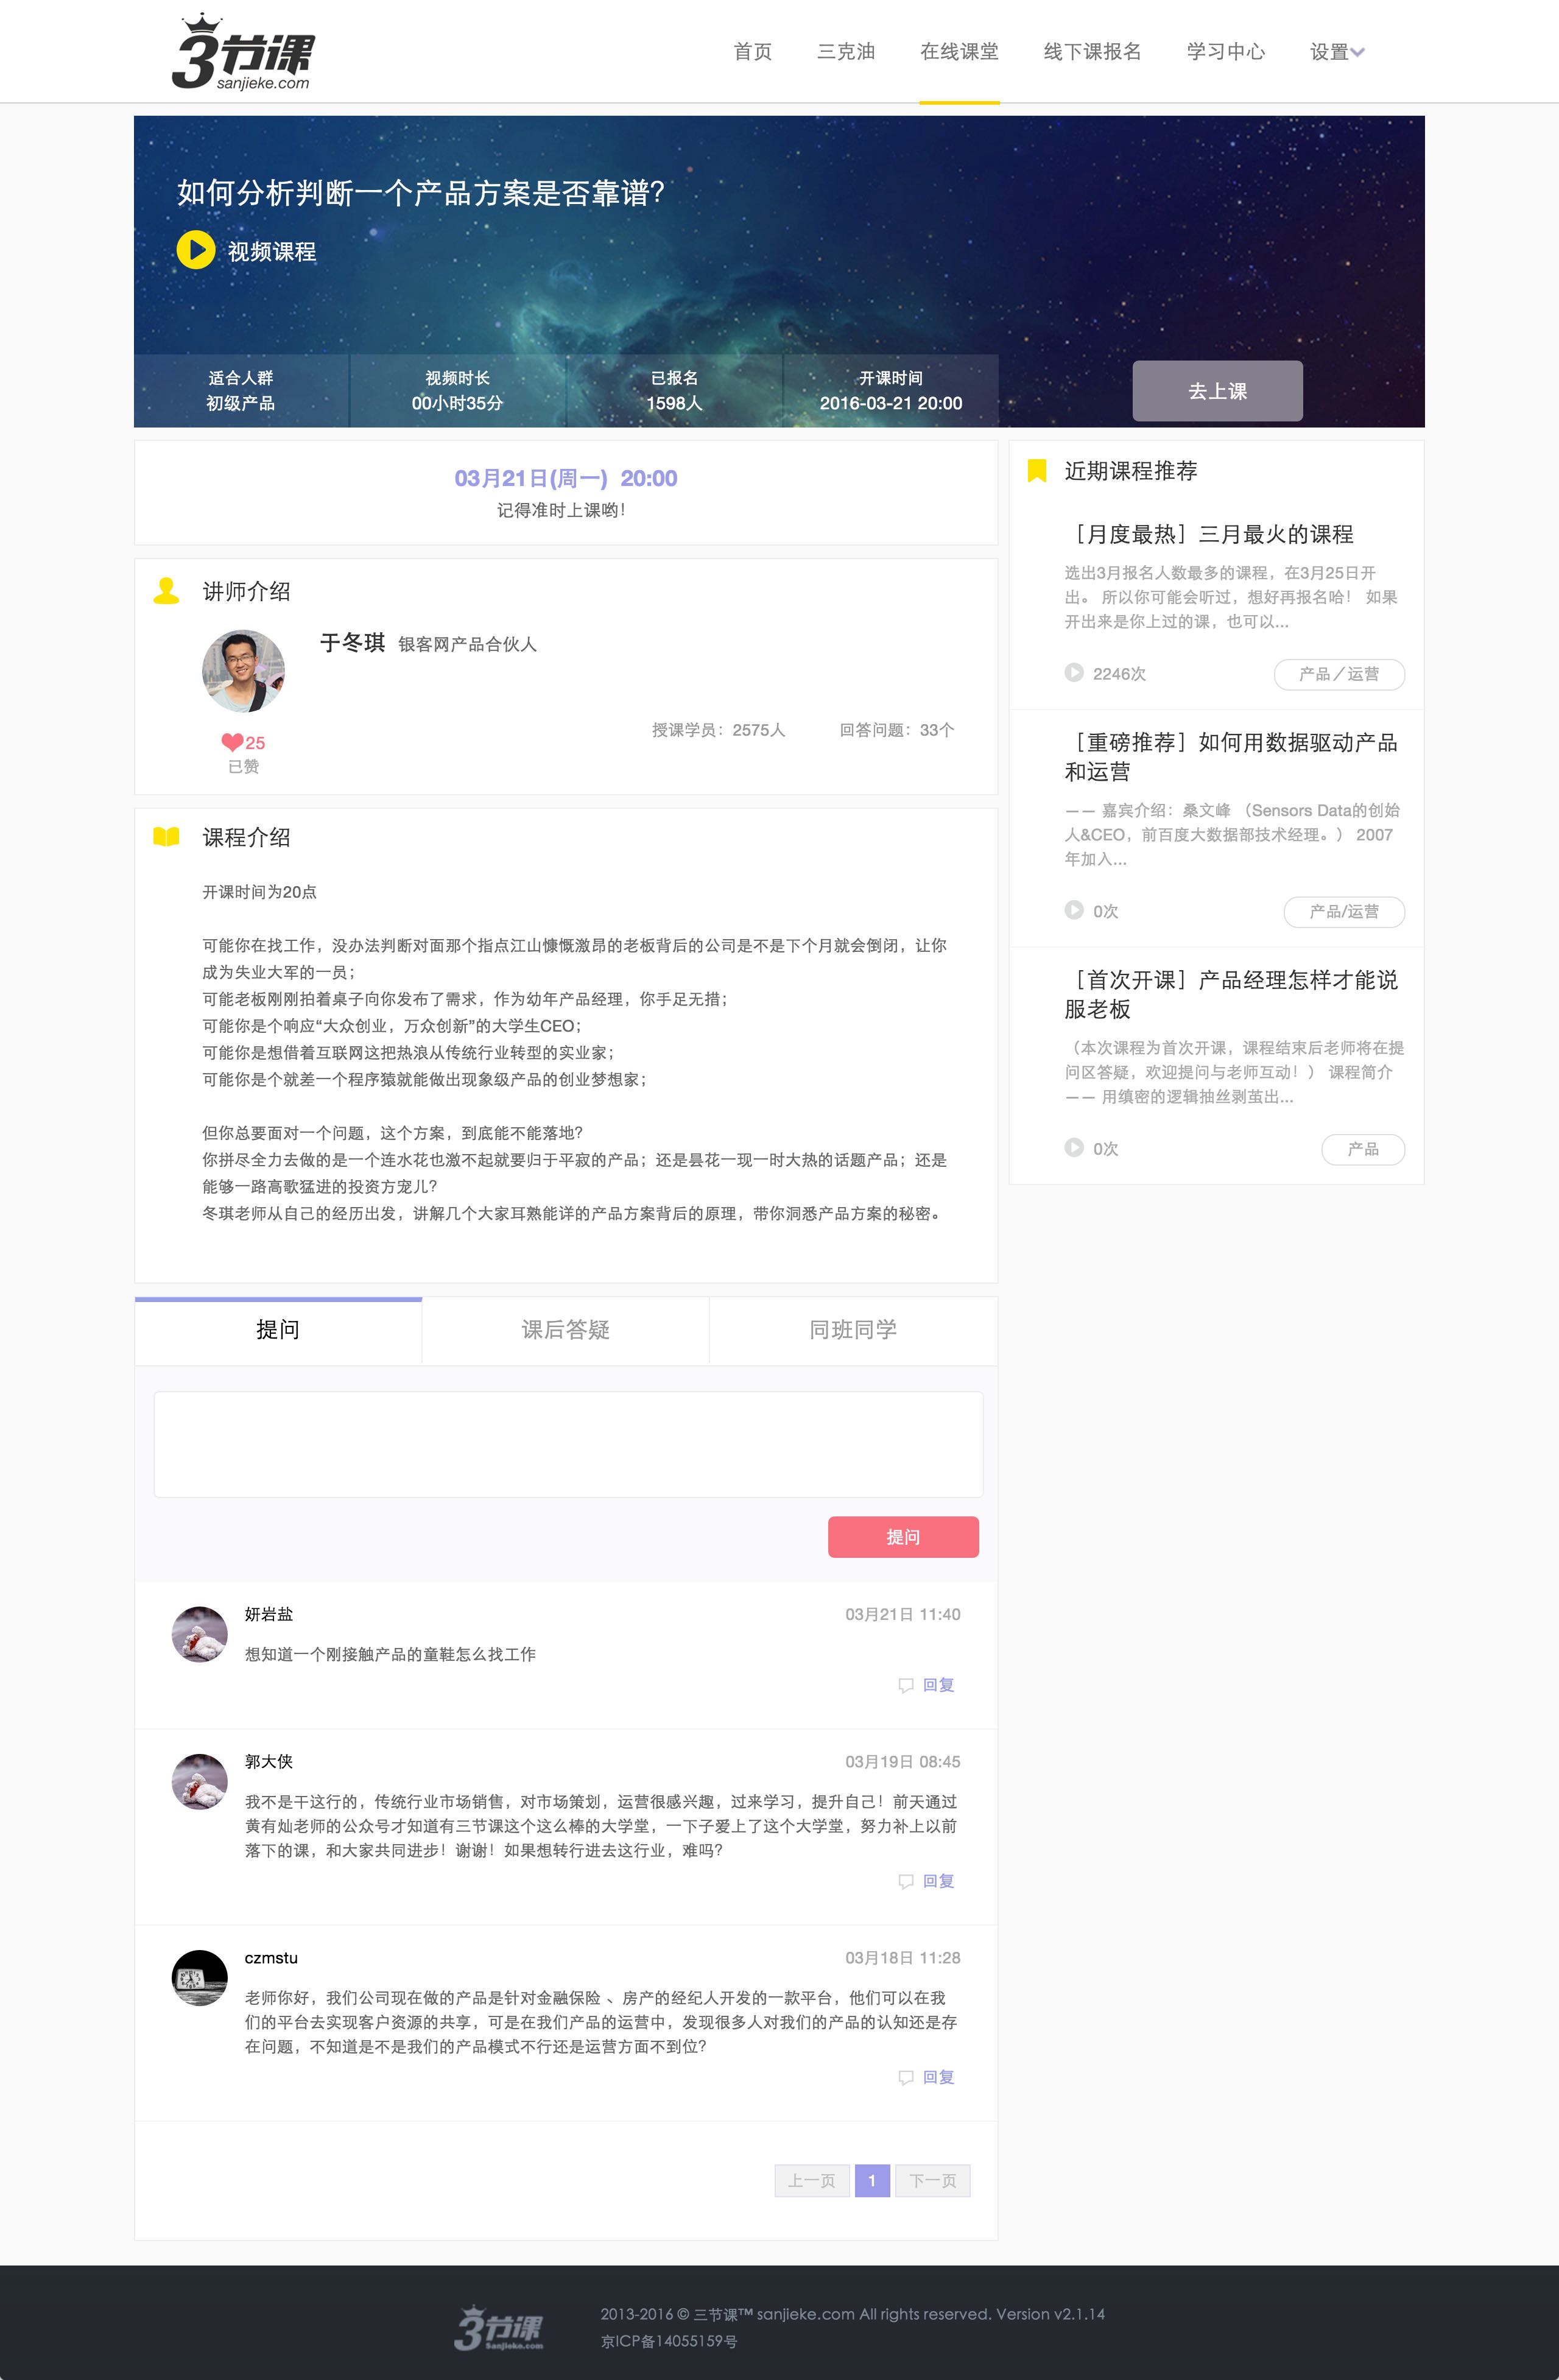 3节课
sanjieke.com
首页
三克油
在线课堂
线下课报名
学习中心
设置
如何分析判断一个产品方案是否靠谱?
视频课程
适合人群
初级产品
视频时长
00小时35分
已报名
1598人
开课时间
2016-03-21 20:00
去上课
03月21日(周一) 20:00
记得准时上课哟!
讲师介绍
于冬琪 银客网产品合伙人
授课学员：2575人
回答问题：33个
25
已赞
课程介绍
开课时间为20点
可能你在找工作，没办法判断对面那个指点江山慷慨激昂的老板背后的公司是不是下个月就会倒闭，让你
成为失业大军的一员；
可能老板刚刚拍着桌子向你发布了需求，作为幼年产品经理，你手足无措；
可能你是个响应“大众创业，万众创新”的大学生CEO；
可能你是想借着互联网这把热浪从传统行业转型的实业家；
可能你是个就差一个程序猿就能做出现象级产品的创业梦想家；
但你总要面对一个问题，这个方案，到底能不能落地?
你拼尽全力去做的是一个连水花也激不起就要归于平寂的产品；还是昙花一现一时大热的话题产品；还是
能够一路高歌猛进的投资方宠儿?
冬琪老师从自己的经历出发，讲解几个大家耳熟能详的产品方案背后的原理，带你洞悉产品方案的秘密。
近期课程推荐
［月度最热］三月最火的课程
选出3月报名人数最多的课程，在3月25日开
出。 所以你可能会听过，想好再报名哈！ 如果
开出来是你上过的课，也可以...
2246次
产品／运营
［重磅推荐］如何用数据驱动产品
和运营
—— 嘉宾介绍：桑文峰 （Sensors Data的创始
人&CEO，前百度大数据部技术经理。） 2007
年加入...
0次
产品/运营
［首次开课］产品经理怎样才能说
服老板
（本次课程为首次开课，课程结束后老师将在提
问区答疑，欢迎提问与老师互动！） 课程简介
—— 用缜密的逻辑抽丝剥茧出...
0次
产品
提问
课后答疑
同班同学
提问
妍岩盐
03月21日 11:40
想知道一个刚接触产品的童鞋怎么找工作
回复
郭大侠
03月19日 08:45
我不是干这行的，传统行业市场销售，对市场策划，运营很感兴趣，过来学习，提升自己！前天通过
黄有灿老师的公众号才知道有三节课这个这么棒的大学堂，一下子爱上了这个大学堂，努力补上以前
落下的课，和大家共同进步！谢谢！如果想转行进去这行业，难吗?
回复
czmstu
03月18日 11:28
老师你好，我们公司现在做的产品是针对金融保险 、房产的经纪人开发的一款平台，他们可以在我
们的平台去实现客户资源的共享，可是在我们产品的运营中，发现很多人对我们的产品的认知还是存
在问题，不知道是不是我们的产品模式不行还是运营方面不到位?
回复
上一页
1
下一页
3节课
Sanjieke.com
2013-2016 © 三节课™ sanjieke.com All rights reserved. Version v2.1.14
京ICP备14055159号